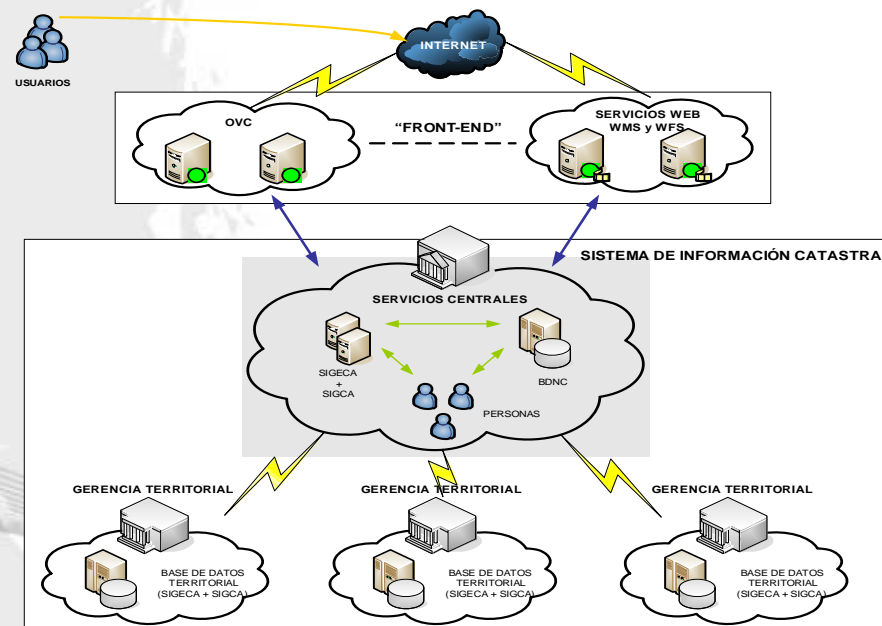 INTERNET
USUARIOS
OVC
"FRONT-END"
SERVICIOS WEB
WMS y WFS
SISTEMA DE INFORMACIÓN CATASTRA
SERVICIOS CENTRALES
SIGECA
+
SIGCA
BDNC
PERSONAS
GERENCIA TERRITORIAL
GERENCIA TERRITORIAL
GERENCIA TERRITORIAL
BASE DE DATOS
TERRITORIAL
(SIGECA + SIGCA)
BASE DE DATOS
TERRITORIAL
(SIGECA + SIGCA)
BASE DE DATOS
TERRITORIAL
(SIGECA + SIGCA)